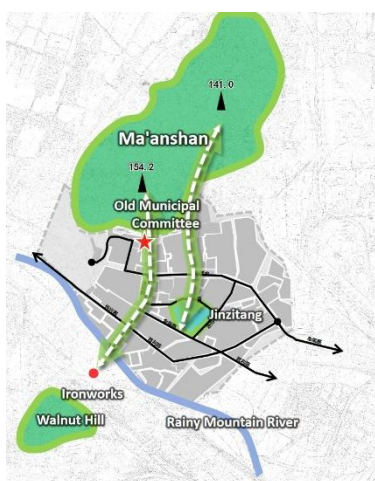 141.0
Ma'anshan
154.2
Old Municipal
Committee
Jinzitang
Ironworks
Walnut Hill
Rainy Mountain River